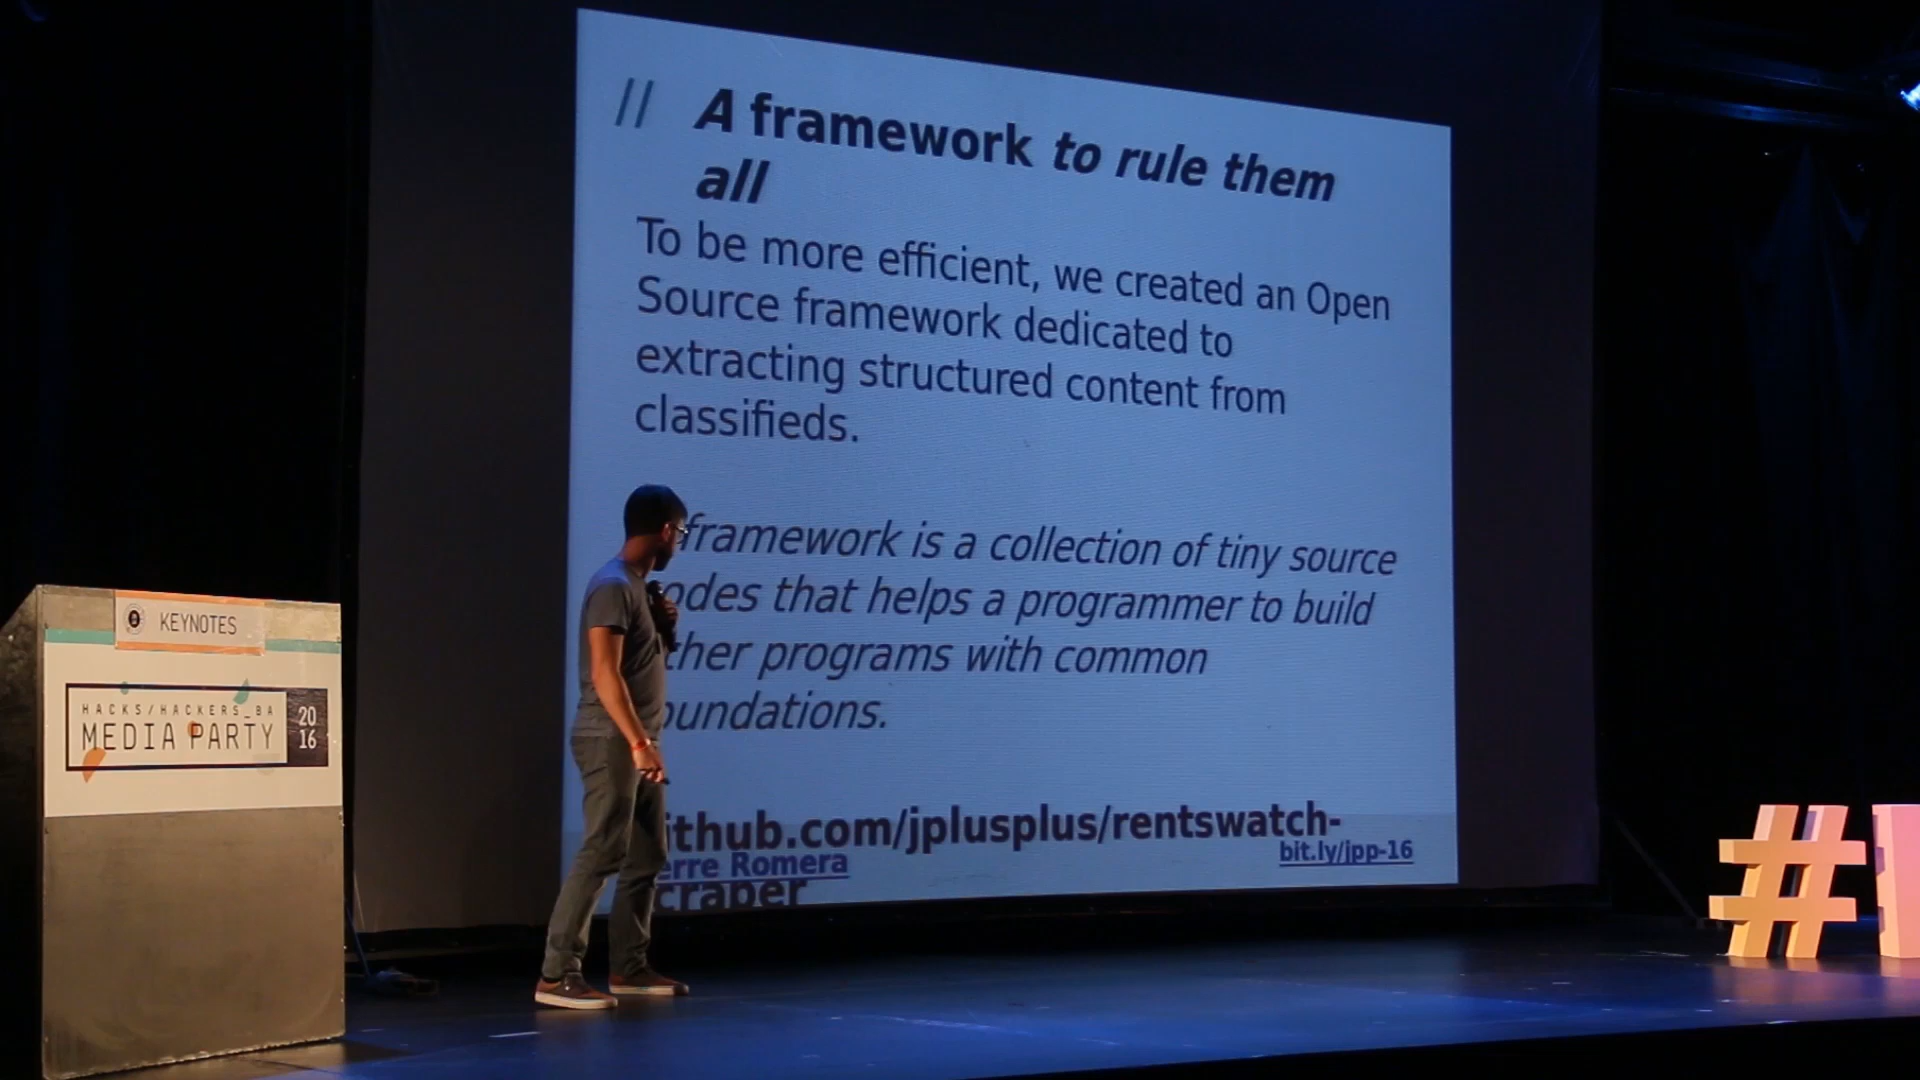 // A framework to rule them
all
To be more efficient, we created an Open
Source framework dedicated to
extracting structured content from
classifieds.
framework is a collection of tiny source
odes that helps a programmer to build
ther programs with common
oundations.
ithub.com/jplusplus/rentswatch-
craper
erre Romera
bit.ly/jpp-16
KEYNOTES
HACKS/HACKERS_BA
MEDIA PARTY
20
16
#